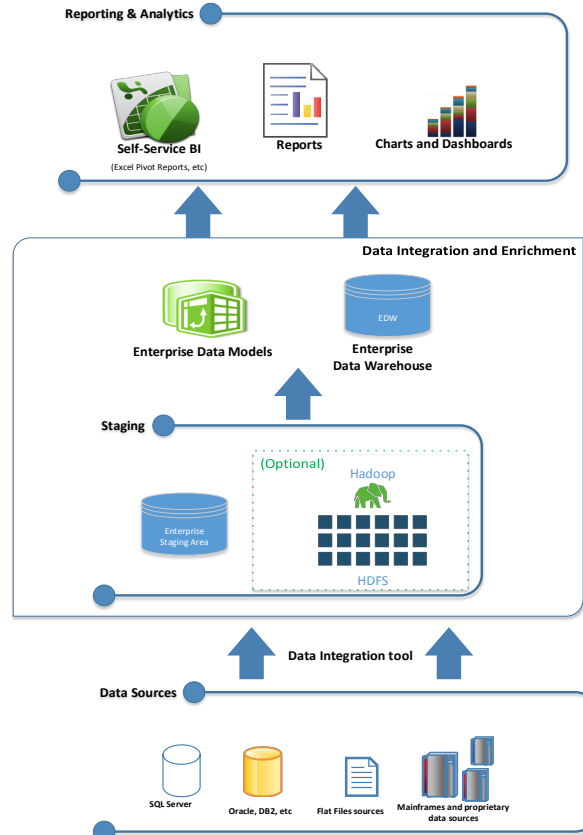 Reporting & Analytics
Self-Service BI
(Excel Pivot Reports, etc)
Reports
Charts and Dashboards
Data Integration and Enrichment
EDW
Enterprise Data Models
Enterprise
Data Warehouse
Staging
(Optional)
Hadoop
Enterprise
Staging Area
HDFS
Data Integration tool
Data Sources
SQL Server
Oracle, DB2, etc
Flat Files sources
Mainframes and proprietary
data sources